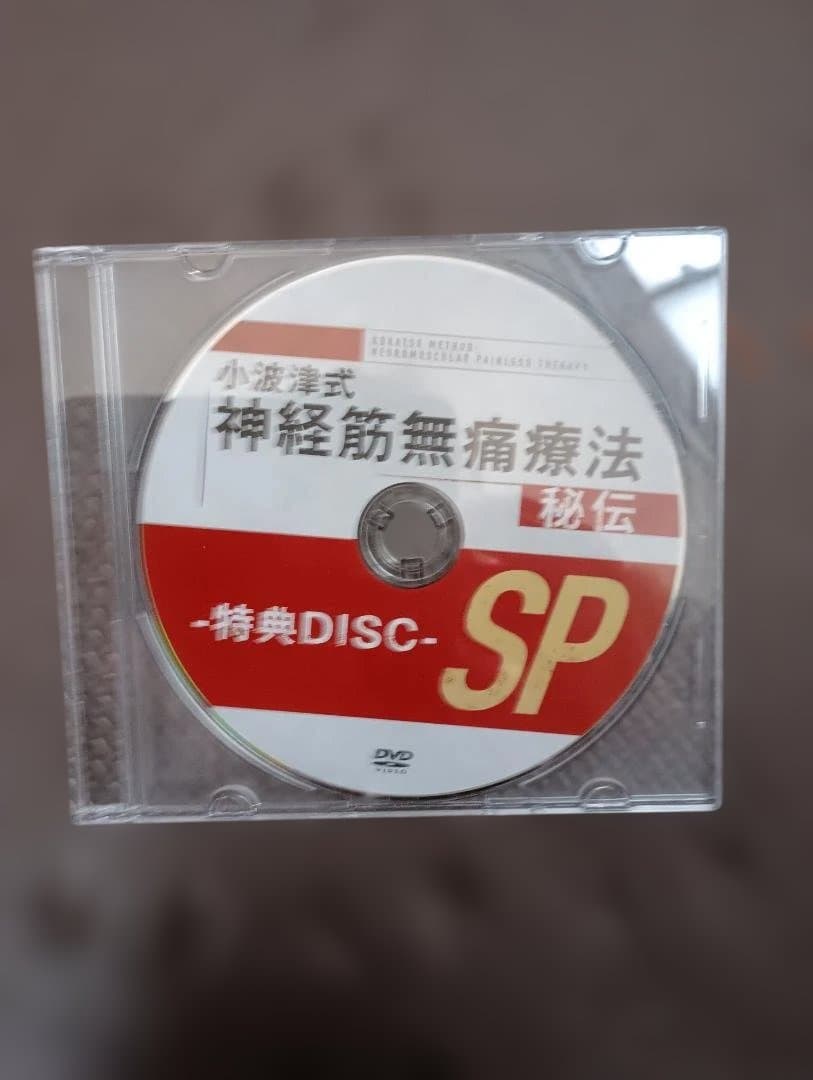 KOHATSU METHOD
NEUROMUSCULAR PAINLESS THERAPY
小波津式
神経筋無痛療法
秘伝
-特典DISC-
SP
DVD
VIDEO